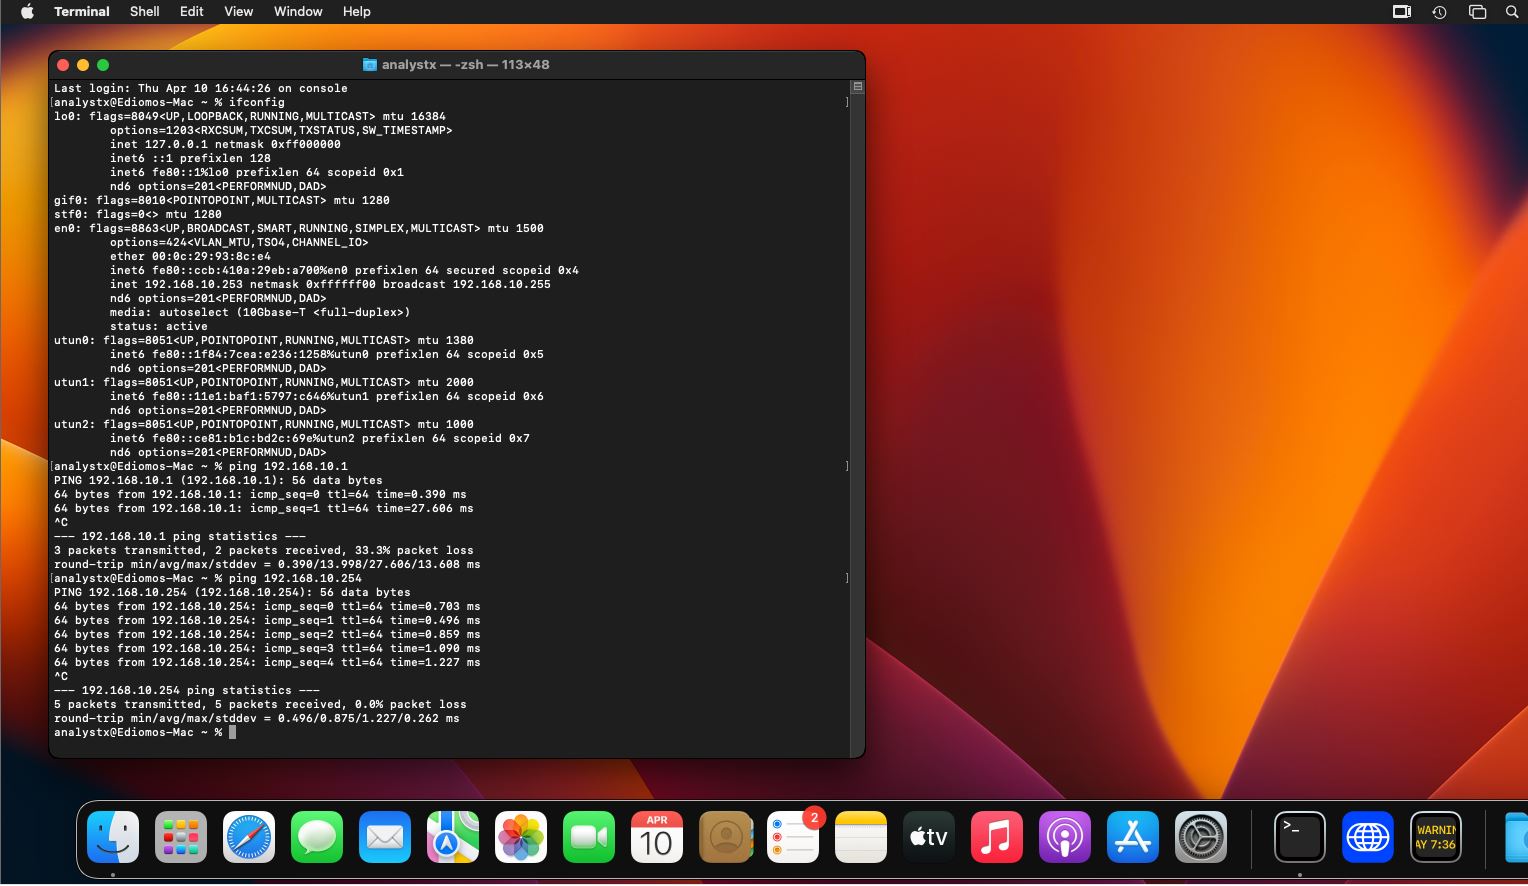 Terminal Shell Edit View Window Help
analystx — -zsh — 113×48
Last login: Thu Apr 10 16:44:26 on console
[analystx@Ediomos-Mac ~ % ifconfig ]
lo0: flags=8049<UP,LOOPBACK,RUNNING,MULTICAST> mtu 16384
options=1203<RXCSUM,TXCSUM,TXSTATUS,SW_TIMESTAMP>
inet 127.0.0.1 netmask 0xff000000
inet6 ::1 prefixlen 128
inet6 fe80::1%lo0 prefixlen 64 scopeid 0x1
nd6 options=201<PERFORMNUD,DAD>
gif0: flags=8010<POINTOPOINT,MULTICAST> mtu 1280
stf0: flags=0<> mtu 1280
en0: flags=8863<UP,BROADCAST,SMART,RUNNING,SIMPLEX,MULTICAST> mtu 1500
options=424<VLAN_MTU,TSO4,CHANNEL_IO>
ether 00:0c:29:93:8c:e4
inet6 fe80::ccb:410a:29eb:a700%en0 prefixlen 64 secured scopeid 0x4
inet 192.168.10.253 netmask 0xffffff00 broadcast 192.168.10.255
nd6 options=201<PERFORMNUD,DAD>
media: autoselect (10Gbase-T <full-duplex>)
status: active
utun0: flags=8051<UP,POINTOPOINT,RUNNING,MULTICAST> mtu 1380
inet6 fe80::1f84:7cea:e236:1258%utun0 prefixlen 64 scopeid 0x5
nd6 options=201<PERFORMNUD,DAD>
utun1: flags=8051<UP,POINTOPOINT,RUNNING,MULTICAST> mtu 2000
inet6 fe80::11e1:baf1:5797:c646%utun1 prefixlen 64 scopeid 0x6
nd6 options=201<PERFORMNUD,DAD>
utun2: flags=8051<UP,POINTOPOINT,RUNNING,MULTICAST> mtu 1000
inet6 fe80::ce81:b1c:bd2c:69e%utun2 prefixlen 64 scopeid 0x7
nd6 options=201<PERFORMNUD,DAD>
[analystx@Ediomos-Mac ~ % ping 192.168.10.1 ]
PING 192.168.10.1 (192.168.10.1): 56 data bytes
64 bytes from 192.168.10.1: icmp_seq=0 ttl=64 time=0.390 ms
64 bytes from 192.168.10.1: icmp_seq=1 ttl=64 time=27.606 ms
^C
--- 192.168.10.1 ping statistics ---
3 packets transmitted, 2 packets received, 33.3% packet loss
round-trip min/avg/max/stddev = 0.390/13.998/27.606/13.608 ms
[analystx@Ediomos-Mac ~ % ping 192.168.10.254 ]
PING 192.168.10.254 (192.168.10.254): 56 data bytes
64 bytes from 192.168.10.254: icmp_seq=0 ttl=64 time=0.703 ms
64 bytes from 192.168.10.254: icmp_seq=1 ttl=64 time=0.496 ms
64 bytes from 192.168.10.254: icmp_seq=2 ttl=64 time=0.859 ms
64 bytes from 192.168.10.254: icmp_seq=3 ttl=64 time=1.090 ms
64 bytes from 192.168.10.254: icmp_seq=4 ttl=64 time=1.227 ms
^C
--- 192.168.10.254 ping statistics ---
5 packets transmitted, 5 packets received, 0.0% packet loss
round-trip min/avg/max/stddev = 0.496/0.875/1.227/0.262 ms
analystx@Ediomos-Mac ~ %
APR
10
2
tv
>_
WARNIN
AY 7:36